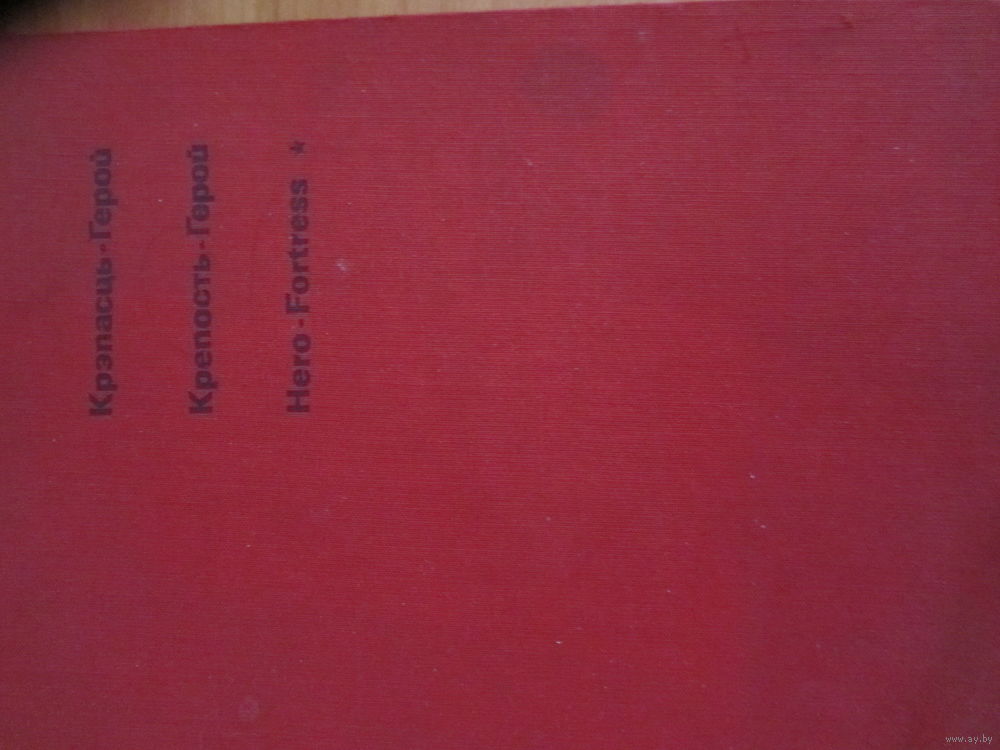 Крэпасць-Герой
Крепость-Герой
Hero-Fortress ★
www.ay.by